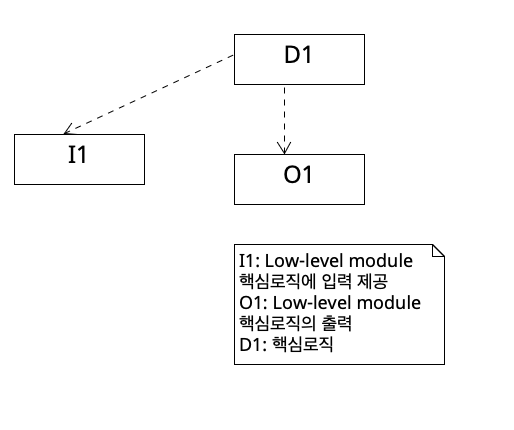 D1
I1
O1
I1: Low-level module
핵심로직에 입력 제공
O1: Low-level module
핵심로직의 출력
D1: 핵심로직